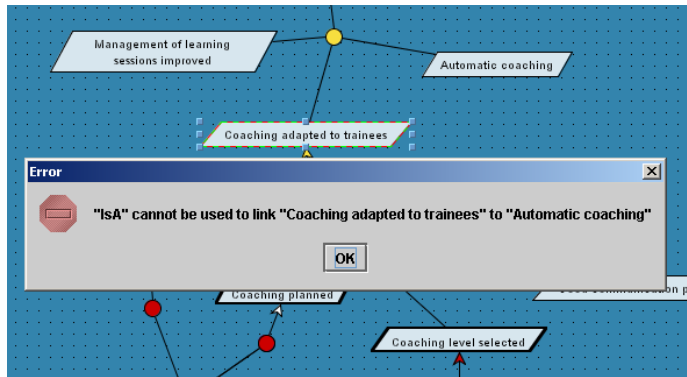 Management of learning
sessions improved
Automatic coaching
Coaching adapted to trainees
Error
"IsA" cannot be used to link "Coaching adapted to trainees" to "Automatic coaching"
OK
Coaching planned
Coaching level selected